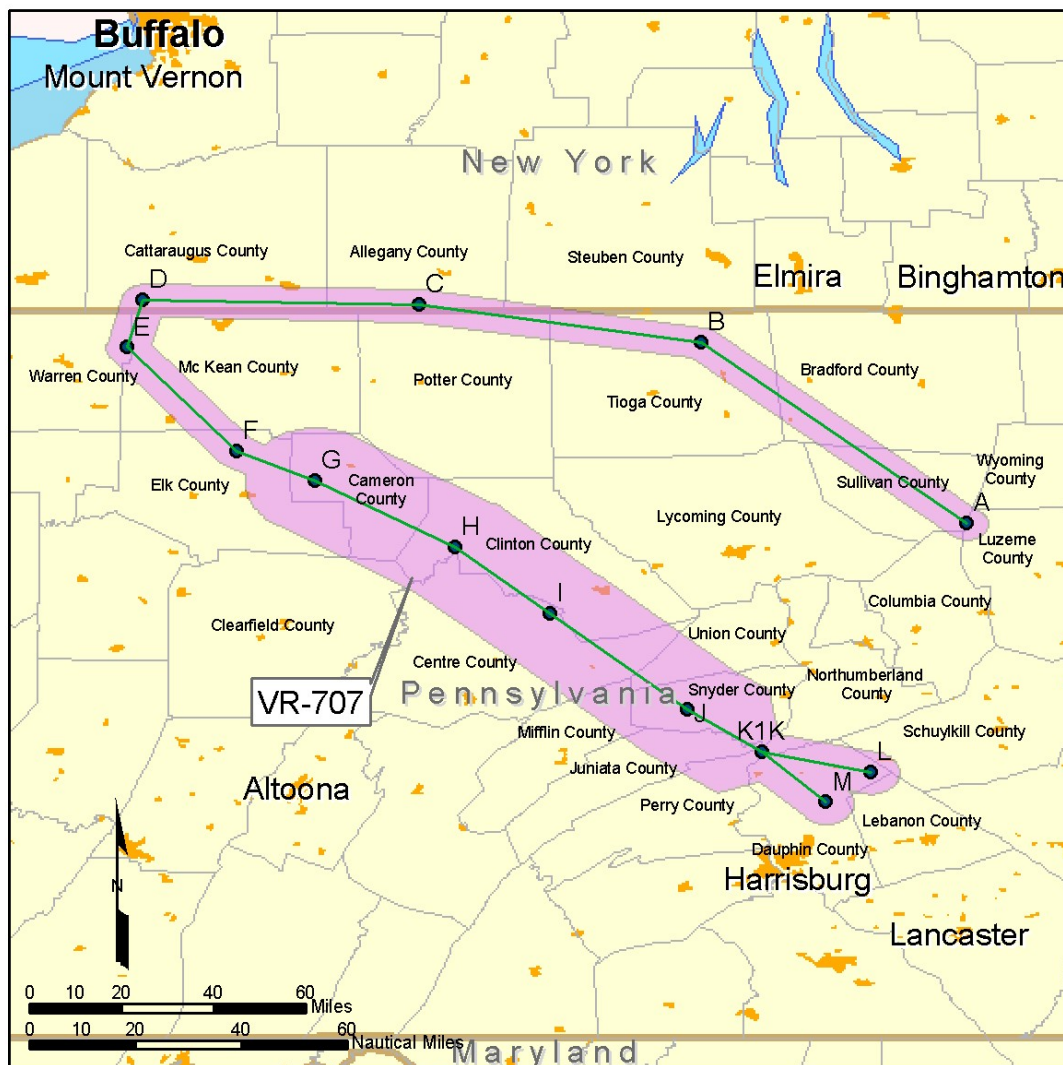 Buffalo
Mount Vernon
New York
Cattaraugus County
Allegany County
Steuben County
Elmira
Binghamton
D
C
B
E
Warren County
Mc Kean County
Potter County
Tioga County
Bradford County
F
G
Elk County
Cameron
County
Sullivan County
Wyoming
County
A
Lycoming County
Luzerne
County
H
Clinton County
I
Columbia County
Clearfield County
Union County
Centre County
Northumberland
County
VR-707
Pennsylvania
Snyder County
J
Mifflin County
K1K
Schuylkill County
Juniata County
L
M
Altoona
Perry County
Lebanon County
Dauphin County
Harrisburg
N
Lancaster
0 10 20 40 60
Miles
0 10 20 40 60
Nautical Miles
Maryland